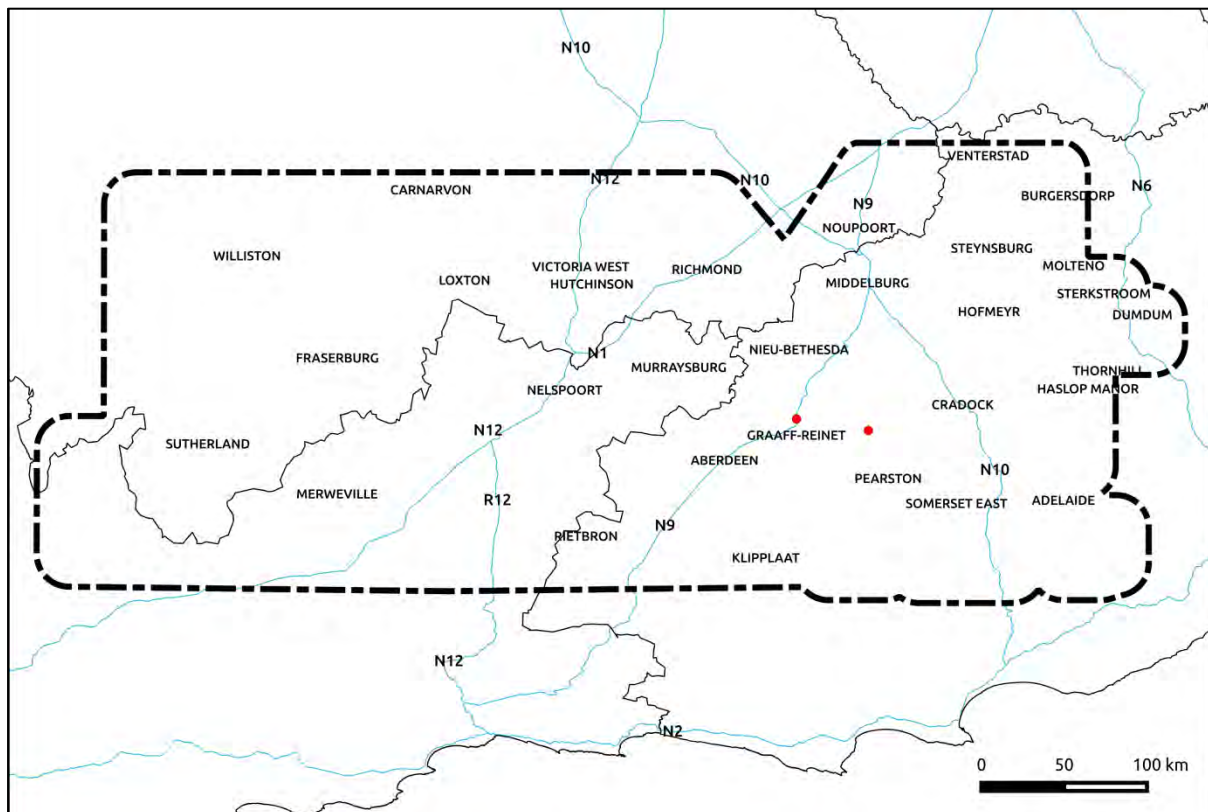 N10
VENTERSTAD
N12
N10
N6
CARNARVON
BURGERSDORP
N9
NOUPOORT
STEYNSBURG
WILLISTON
VICTORIA WEST
RICHMOND
MOLTENO
LOXTON
HUTCHINSON
MIDDELBURG
STERKSTROOM
HOFMEYR
DUMDUM
FRASERBURG
N1
NIEU-BETHESDA
MURRAYSBURG
THORNHILL
NELSPOORT
HASLOP MANOR
CRADOCK
SUTHERLAND
N12
GRAAFF-REINET
ABERDEEN
N10
PEARSTON
MERWEVILLE
R12
SOMERSET EAST
ADELAIDE
N9
RIETBRON
KLIPPLAAT
N12
N2
0 50 100 km